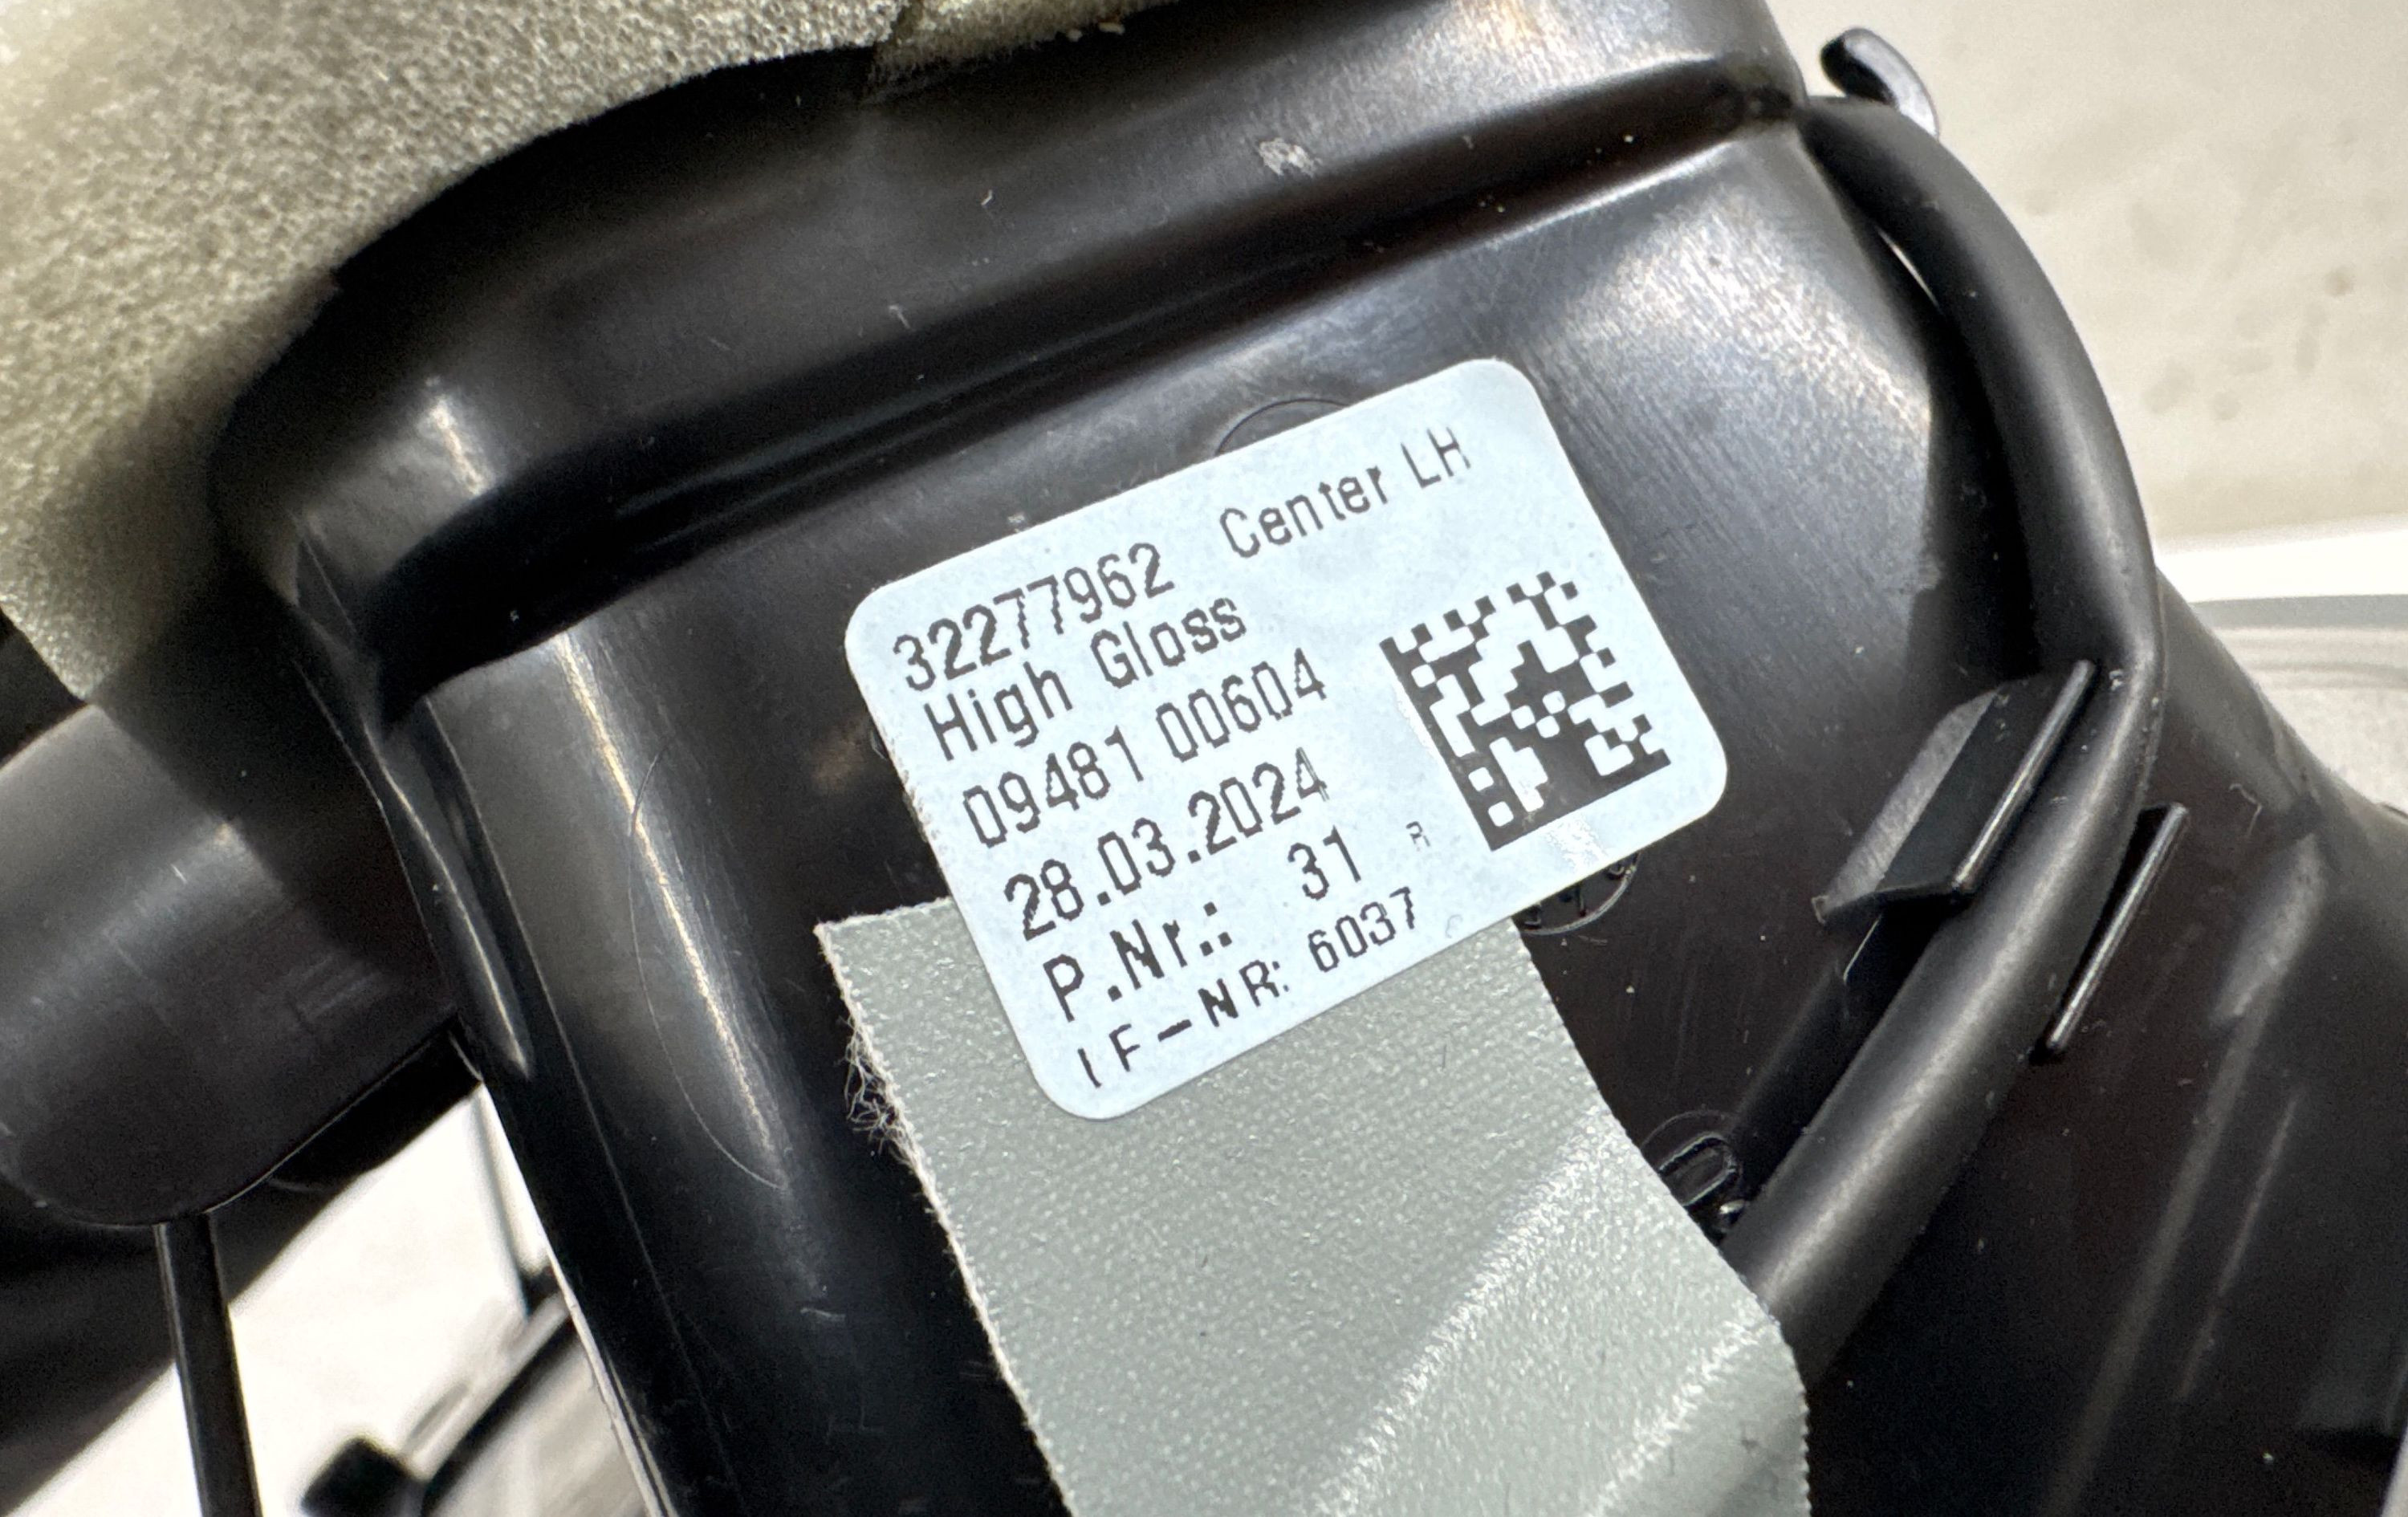 32277962 Center LH
High Gloss
09481 00604
28.03.2024
P.Nr.: 31 R
IF-NR: 6037